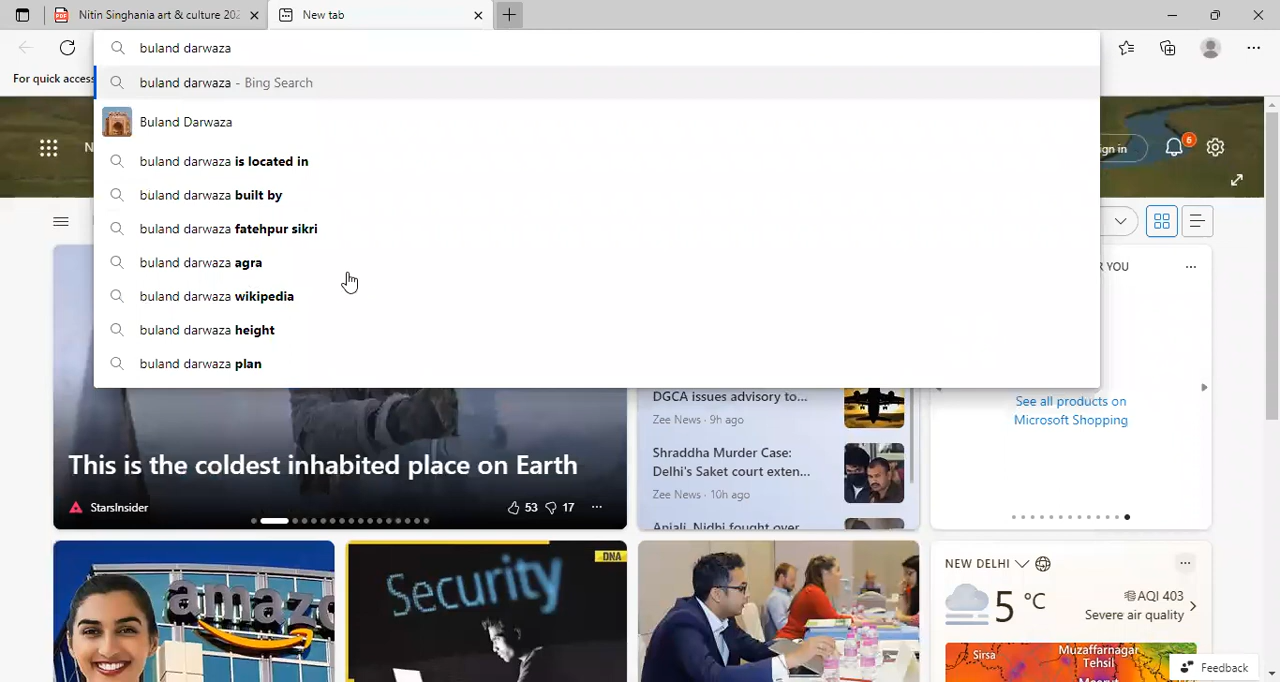 Nitin Singhania art & culture 202
New tab
buland darwaza
For quick access
buland darwaza - Bing Search
Buland Darwaza
buland darwaza is located in
buland darwaza built by
buland darwaza fatehpur sikri
buland darwaza agra
buland darwaza wikipedia
buland darwaza height
buland darwaza plan
N
ign in
6
R YOU
This is the coldest inhabited place on Earth
StarsInsider
53
17
DGCA issues advisory to...
Zee News · 9h ago
Shraddha Murder Case:
Delhi's Saket court exten...
Zee News · 10h ago
Anjali, Nidhi fought over
See all products on
Microsoft Shopping
amazo
DNA
Security
NEW DELHI
5 °C
AQI 403
Severe air quality
Sirsa
Muzaffarnagar
Tehsil
Feedback